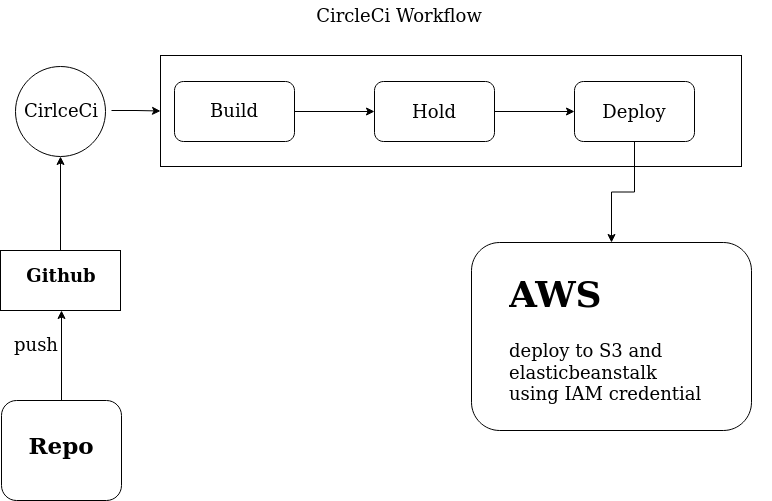 CircleCi Workflow
CirlceCi
Build
Hold
Deploy
Github
push
Repo
AWS
deploy to S3 and
elasticbeanstalk
using IAM credential